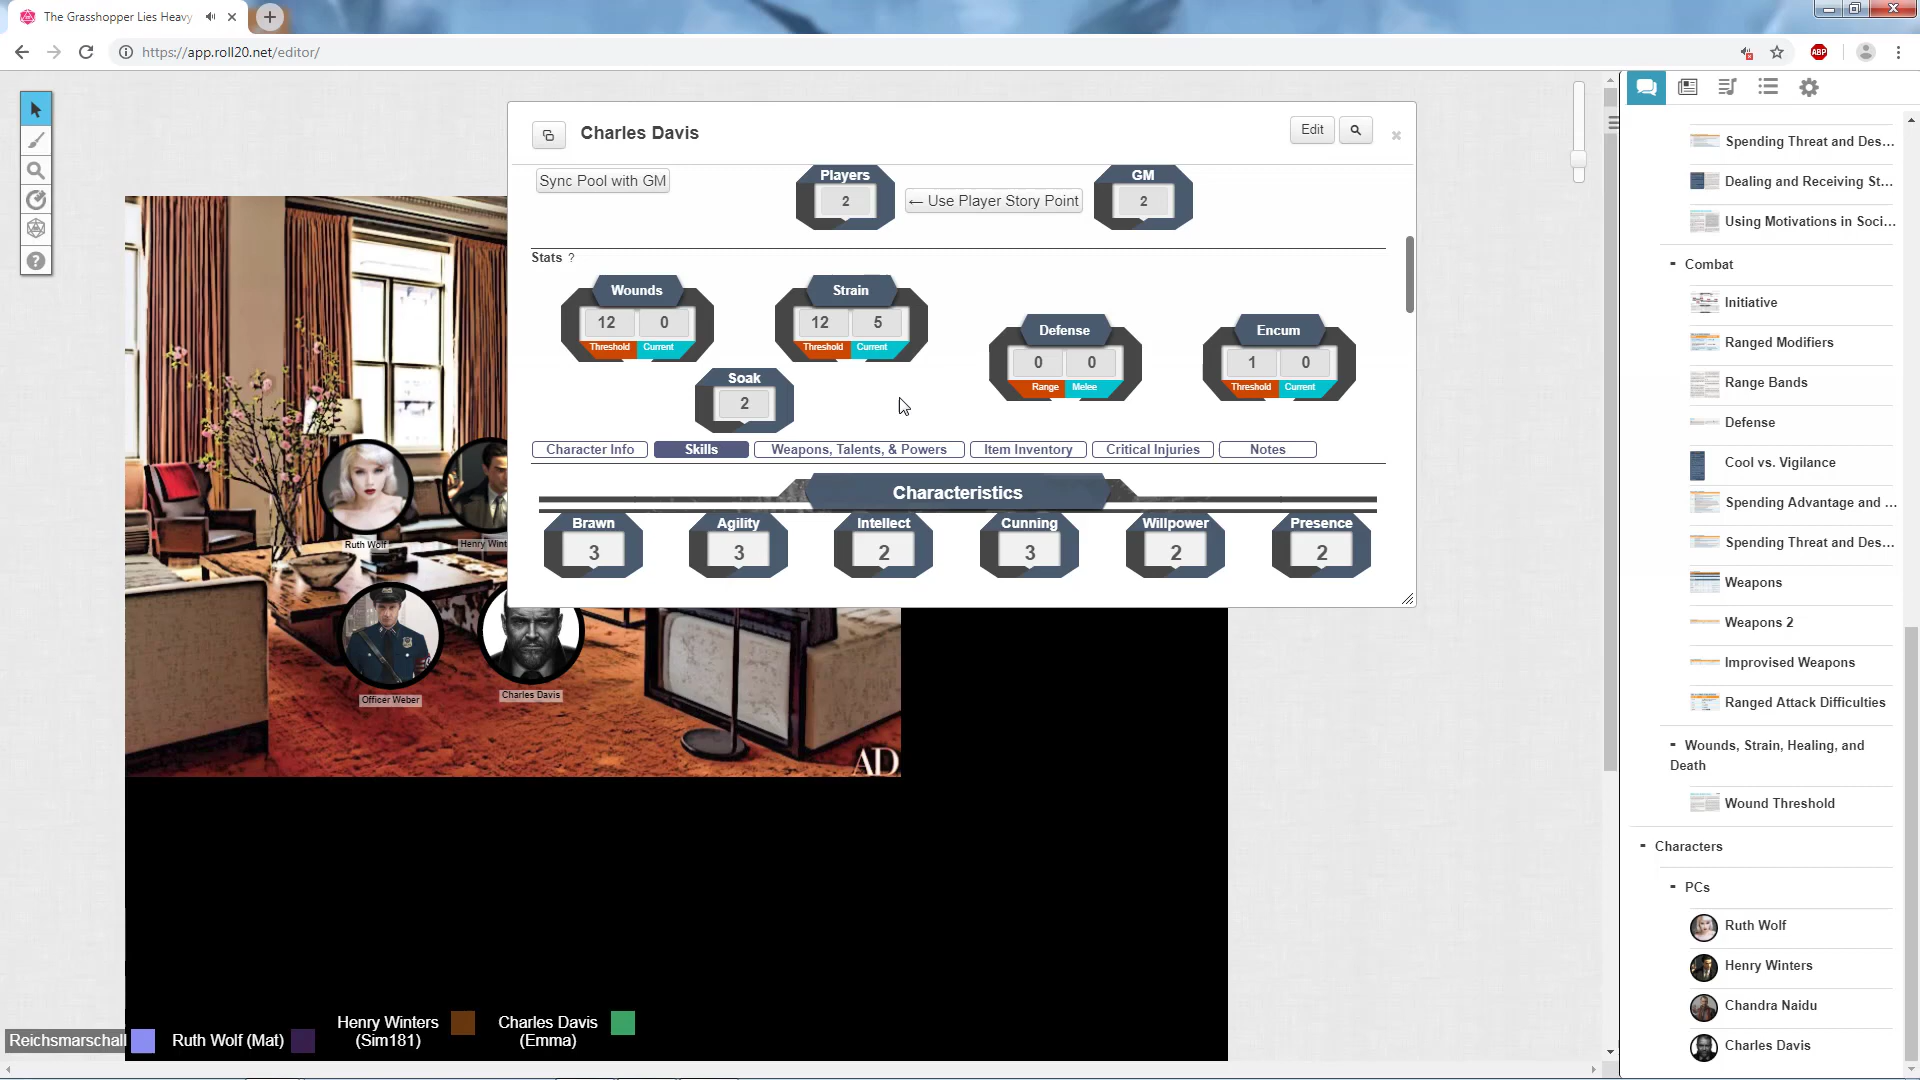 The Grasshopper Lies Heavy
https://app.roll20.net/editor/
ABP
Charles Davis
Edit
Sync Pool with GM
Players
2
← Use Player Story Point
GM
2
Stats ?
Wounds
12 0
Threshold Current
Strain
12 5
Threshold Current
Defense
0 0
Range Melee
Encum
1 0
Threshold Current
Soak
2
Character Info
Skills
Weapons, Talents, & Powers
Item Inventory
Critical Injuries
Notes
Characteristics
Brawn
3
Agility
3
Intellect
2
Cunning
3
Willpower
2
Presence
2
Ruth Wolf
Henry Wint
Officer Weber
Charles Davis
AD
Reichsmarschall
Ruth Wolf (Mat)
Henry Winters
(Sim181)
Charles Davis
(Emma)
Spending Threat and Des...
Dealing and Receiving St...
Using Motivations in Soci...
- Combat
Initiative
Ranged Modifiers
Range Bands
Defense
Cool vs. Vigilance
Spending Advantage and ...
Spending Threat and Des...
Weapons
Weapons 2
Improvised Weapons
Ranged Attack Difficulties
- Wounds, Strain, Healing, and
Death
Wound Threshold
- Characters
- PCs
Ruth Wolf
Henry Winters
Chandra Naidu
Charles Davis